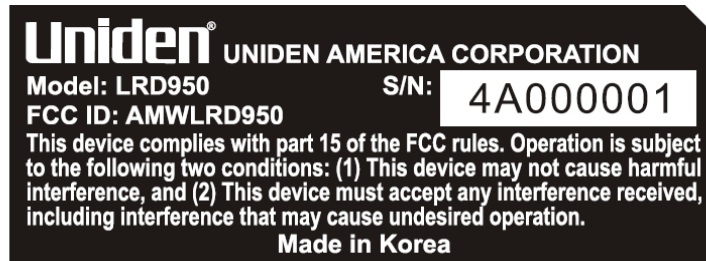 Uniden® UNIDEN AMERICA CORPORATION
Model: LRD950 S/N: 4A000001
FCC ID: AMWLRD950
This device complies with part 15 of the FCC rules. Operation is subject
to the following two conditions: (1) This device may not cause harmful
interference, and (2) This device must accept any interference received,
including interference that may cause undesired operation.
Made in Korea